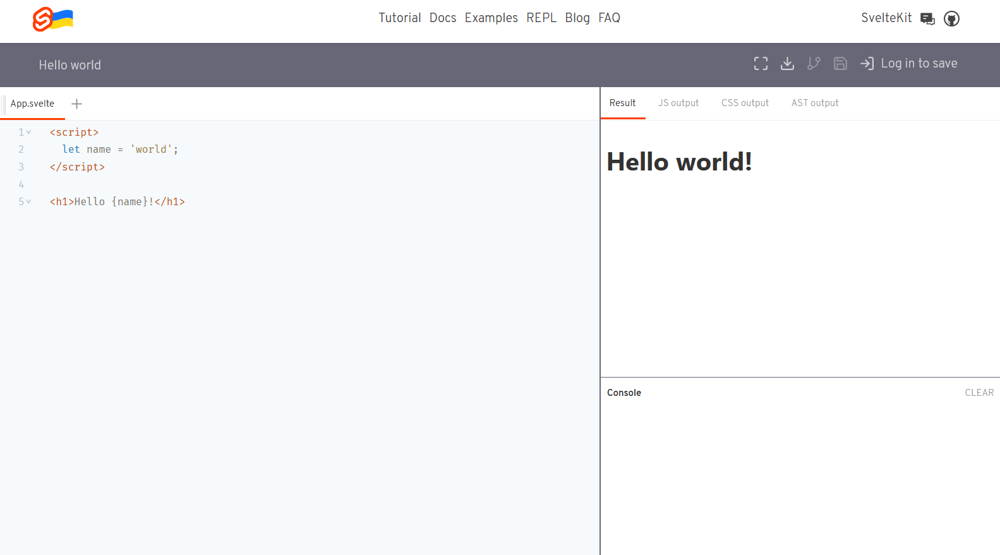 Tutorial Docs Examples REPL Blog FAQ SvelteKit
Hello world
Log in to save
App.svelte
1 <script>
2 let name = 'world';
3 </script>
4
5 <h1>Hello {name}!</h1>
Result JS output CSS output AST output
Hello world!
Console CLEAR